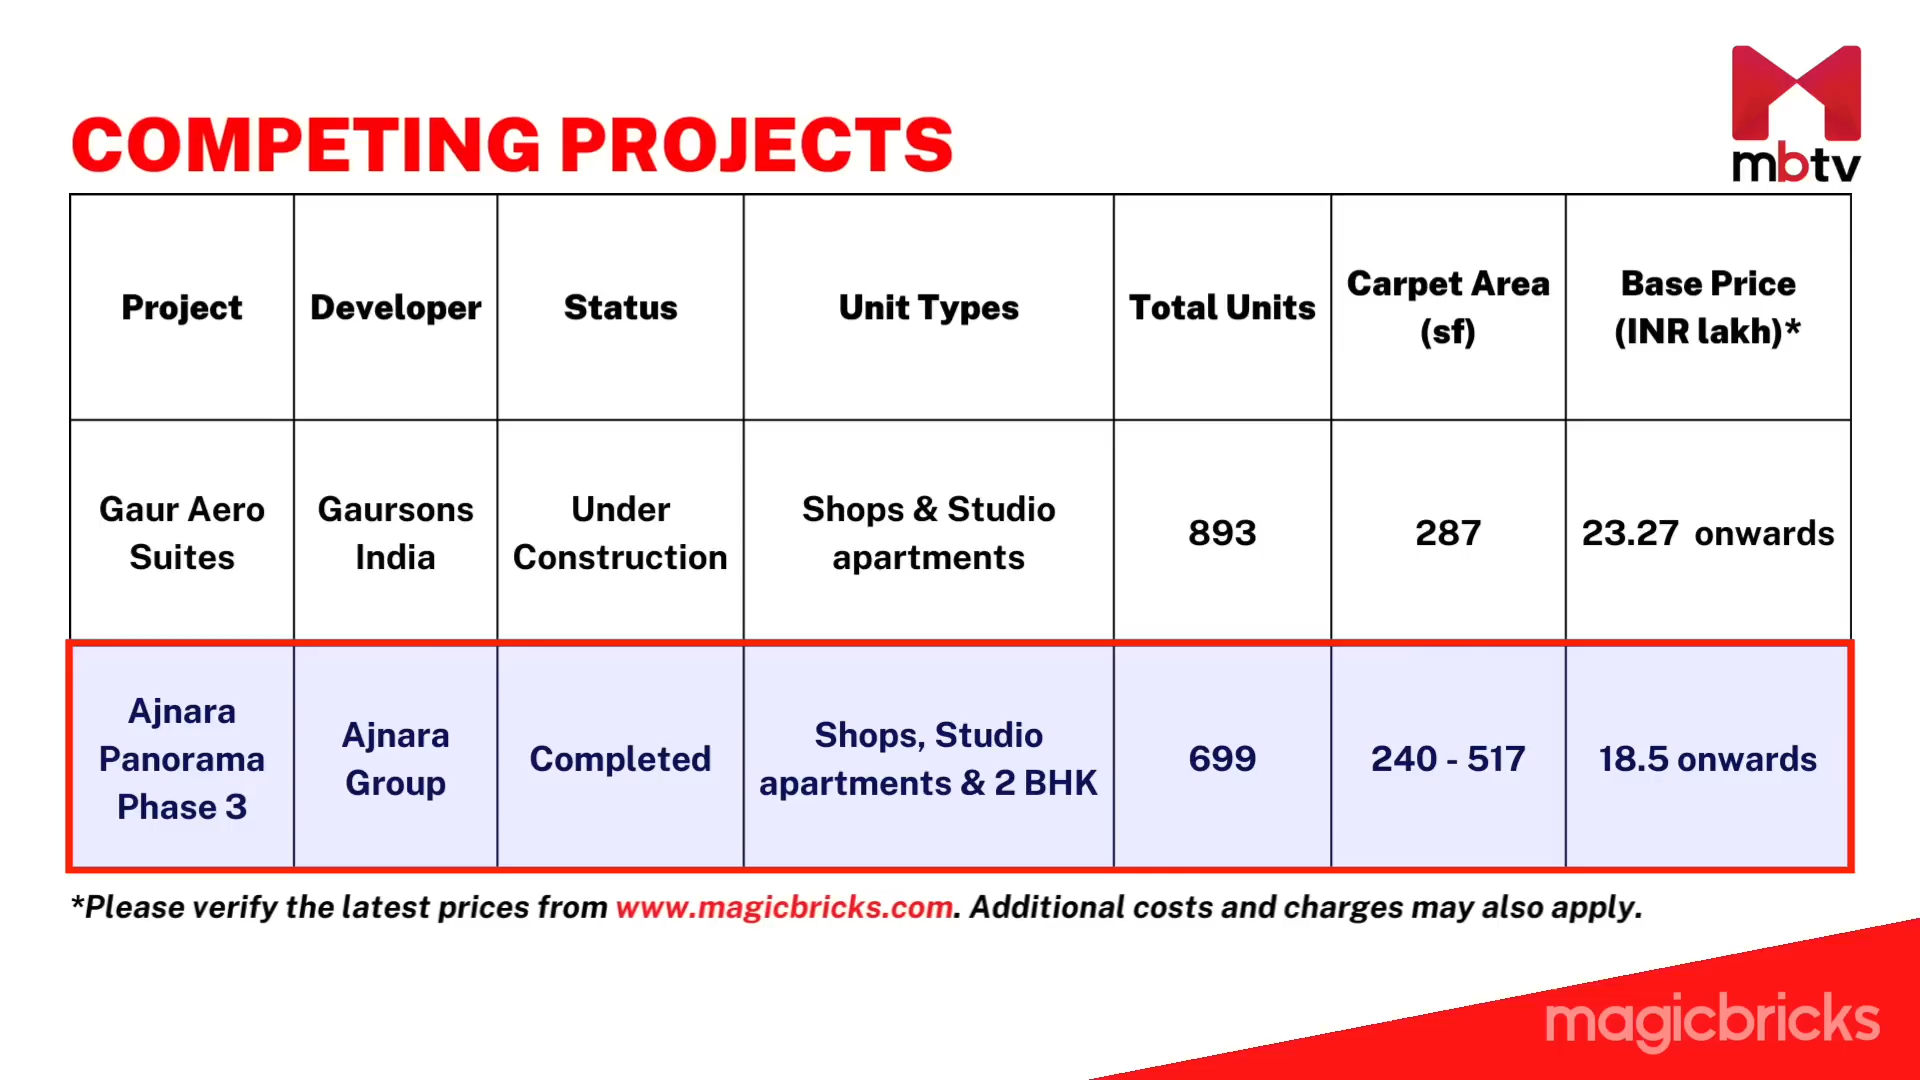 mbtv
COMPETING PROJECTS
Project
Developer
Status
Unit Types
Total Units
Carpet Area
(sf)
Base Price
(INR lakh)*
Gaur Aero
Suites
Gaursons
India
Under
Construction
Shops & Studio
apartments
893
287
23.27 onwards
Ajnara
Panorama
Phase 3
Ajnara
Group
Completed
Shops, Studio
apartments & 2 BHK
699
240 - 517
18.5 onwards
*Please verify the latest prices from www.magicbricks.com. Additional costs and charges may also apply.
magicbricks